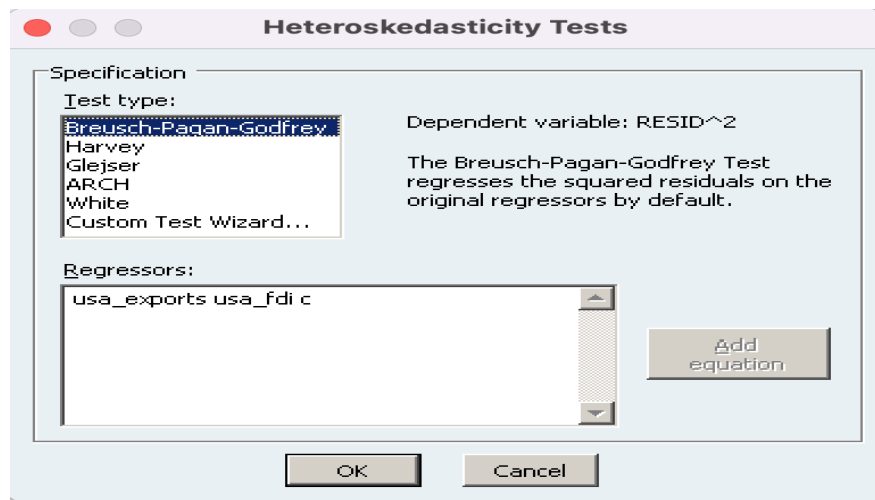 Heteroskedasticity Tests
Specification
Test type:
Breusch-Pagan-Godfrey
Harvey
Glejser
ARCH
White
Custom Test Wizard...
Dependent variable: RESID^2
The Breusch-Pagan-Godfrey Test
regresses the squared residuals on the
original regressors by default.
Regressors:
usa_exports usa_fdi c
Add
equation
OK
Cancel